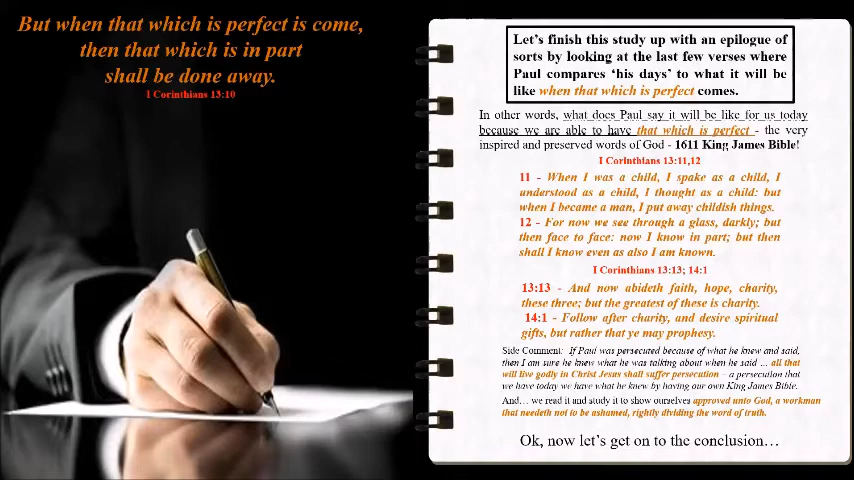 But when that which is perfect is come,
then that which is in part
shall be done away.
I Corinthians 13:10
Let's finish this study up with an epilogue of
sorts by looking at the last few verses where
Paul compares 'his days' to what it will be
like when that which is perfect comes.
In other words, what does Paul say it will be like for us today
because we are able to have that which is perfect - the very
inspired and preserved words of God - 1611 King James Bible!
I Corinthians 13:11,12
11 - When I was a child, I spake as a child, I
understood as a child, I thought as a child: but
when I became a man, I put away childish things.
12 - For now we see through a glass, darkly; but
then face to face: now I know in part; but then
shall I know even as also I am known.
I Corinthians 13:13; 14:1
13:13 - And now abideth faith, hope, charity,
these three; but the greatest of these is charity.
14:1 - Follow after charity, and desire spiritual
gifts, but rather that ye may prophesy.
Side Comment: If Paul was persecuted because of what he knew and said,
then I am sure he knew what he was talking about when he said ... all that
will live godly in Christ Jesus shall suffer persecution – a persecution that
we have today we have what he knew by having our own King James Bible.
And… we read it and study it to show ourselves approved unto God, a workman
that needeth not to be ashamed, rightly dividing the word of truth.
Ok, now let's get on to the conclusion…